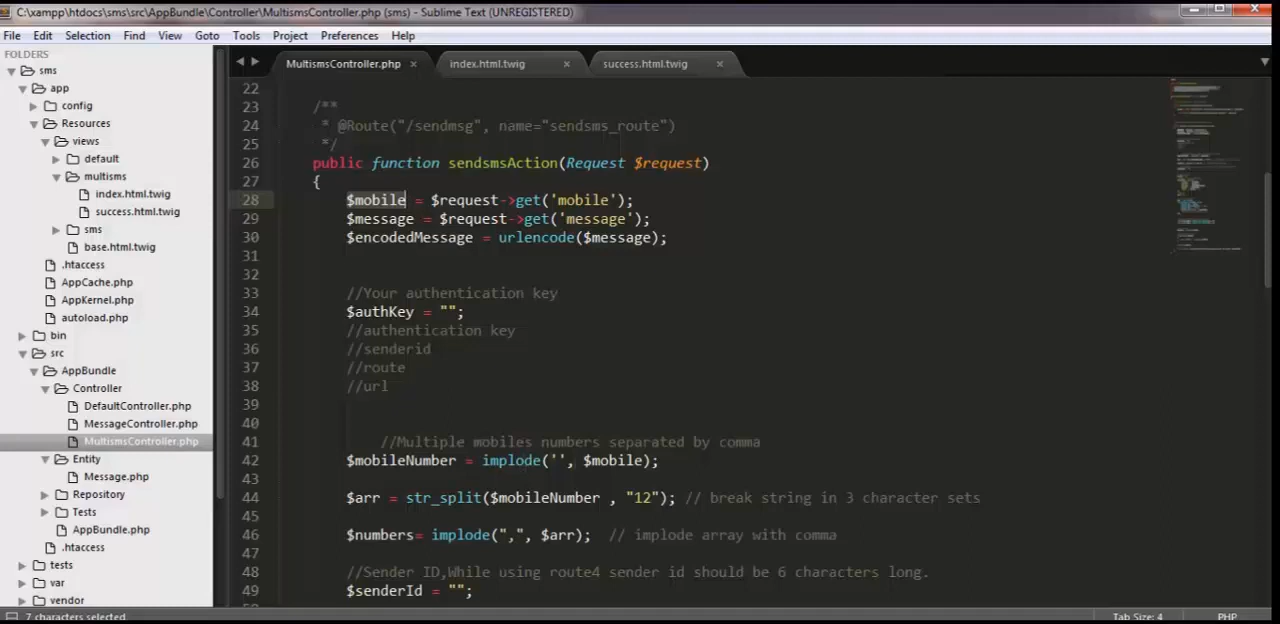 C:\xampp\htdocs\sms\src\AppBundle\Controller\MultismsController.php (sms) - Sublime Text (UNREGISTERED)
File Edit Selection Find View Goto Tools Project Preferences Help
FOLDERS
sms
app
config
Resources
views
default
multisms
index.html.twig
success.html.twig
sms
base.html.twig
.htaccess
AppCache.php
AppKernel.php
autoload.php
bin
src
AppBundle
Controller
DefaultController.php
MessageController.php
MultismsController.php
Entity
Message.php
Repository
Tests
AppBundle.php
.htaccess
tests
var
vendor
MultismsController.php × index.html.twig × success.html.twig ×
22
23 /**
24 * @Route("/sendmsg", name="sendsms_route")
25 */
26 public function sendsmsAction(Request $request)
27 {
28 $mobile = $request->get('mobile');
29 $message = $request->get('message');
30 $encodedMessage = urlencode($message);
31
32
33 //Your authentication key
34 $authKey = "";
35 //authentication key
36 //senderid
37 //route
38 //url
39
40
41 //Multiple mobiles numbers separated by comma
42 $mobileNumber = implode('', $mobile);
43
44 $arr = str_split($mobileNumber , "12"); // break string in 3 character sets
45
46 $numbers= implode(",", $arr); // implode array with comma
47
48 //Sender ID,While using route4 sender id should be 6 characters long.
49 $senderId = "";
7 characters selected Tab Size: 4 PHP